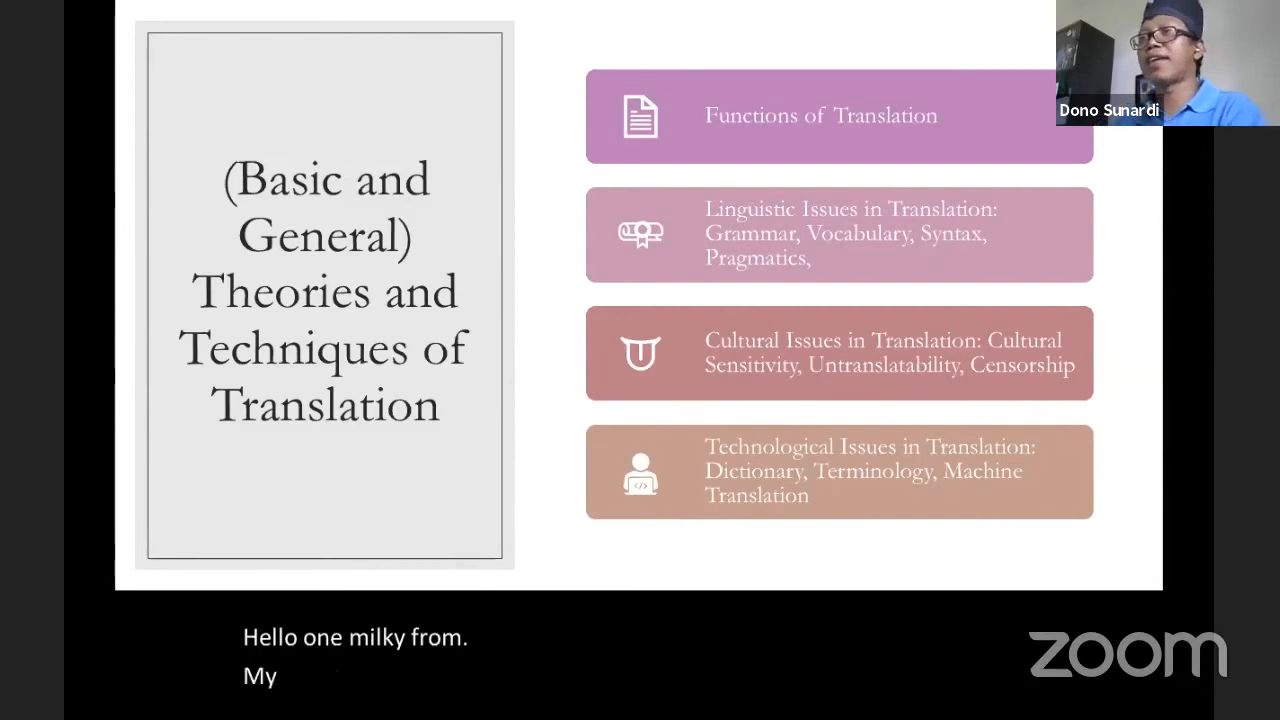 (Basic and
General)
Theories and
Techniques of
Translation
Functions of Translation
Linguistic Issues in Translation:
Grammar, Vocabulary, Syntax,
Pragmatics,
Cultural Issues in Translation: Cultural
Sensitivity, Untranslatability, Censorship
Technological Issues in Translation:
Dictionary, Terminology, Machine
Translation
Dono Sunardi
Hello one milky from.
My
zoom